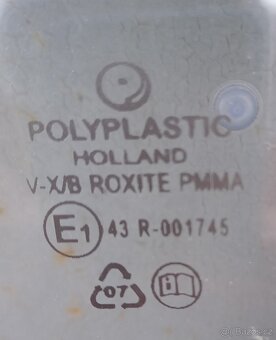 POLYPLASTIC
HOLLAND
V-X/B ROXITE PMMA
E1 43 R-001745
07